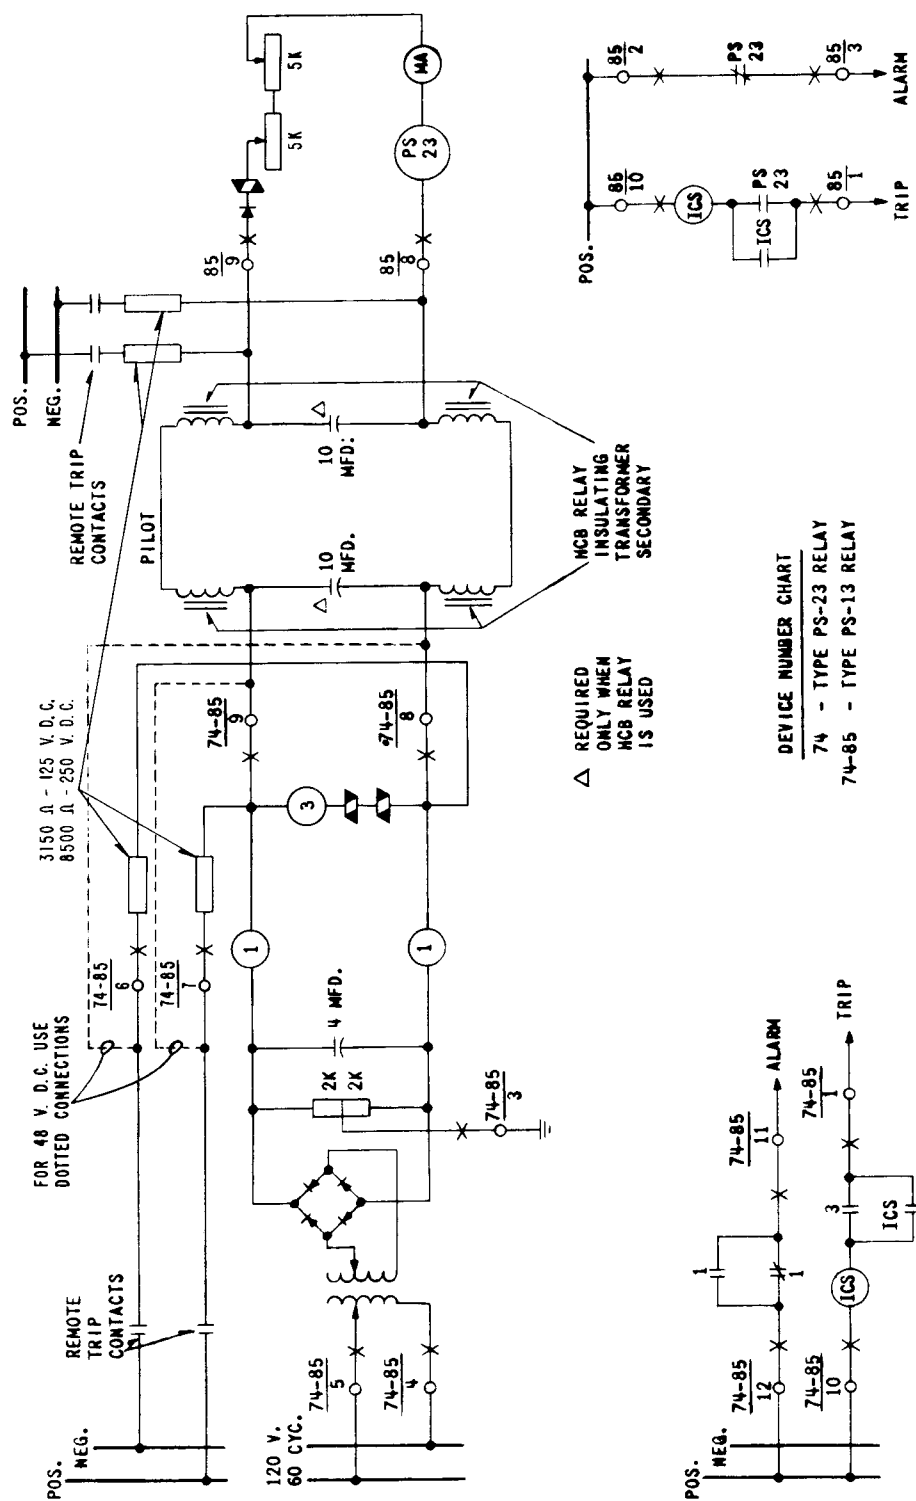 POS.
NEG.
REMOTE TRIP
CONTACTS
PILOT
3150 Ω - 125 V.D.C.
8500 Ω - 250 V.D.C.
FOR 48 V. D.C. USE
DOTTED CONNECTIONS
REMOTE
TRIP
CONTACTS
POS.
NEG.
74-85
6
74-85
7
120 V.
60 CYC.
74-85
5
74-85
4
2K
2K
4 MFD.
74-85
3
1
1
3
74-85
9
74-85
8
10
MFD.
10
MFD.
Δ
Δ
HCB RELAY
INSULATING
TRANSFORMER
SECONDARY
85
9
85
8
5K
5K
PS
23
MA
Δ REQUIRED
ONLY WHEN
HCB RELAY
IS USED
POS.
NEG.
74-85
12
1
1
74-85
11
ALARM
74-85
10
ICS
3
ICS
74-85
1
TRIP
DEVICE NUMBER CHART
74 - TYPE PS-23 RELAY
74-85 - TYPE PS-13 RELAY
POS.
85
10
ICS
ICS
PS
23
85
1
TRIP
85
2
PS
23
85
3
ALARM